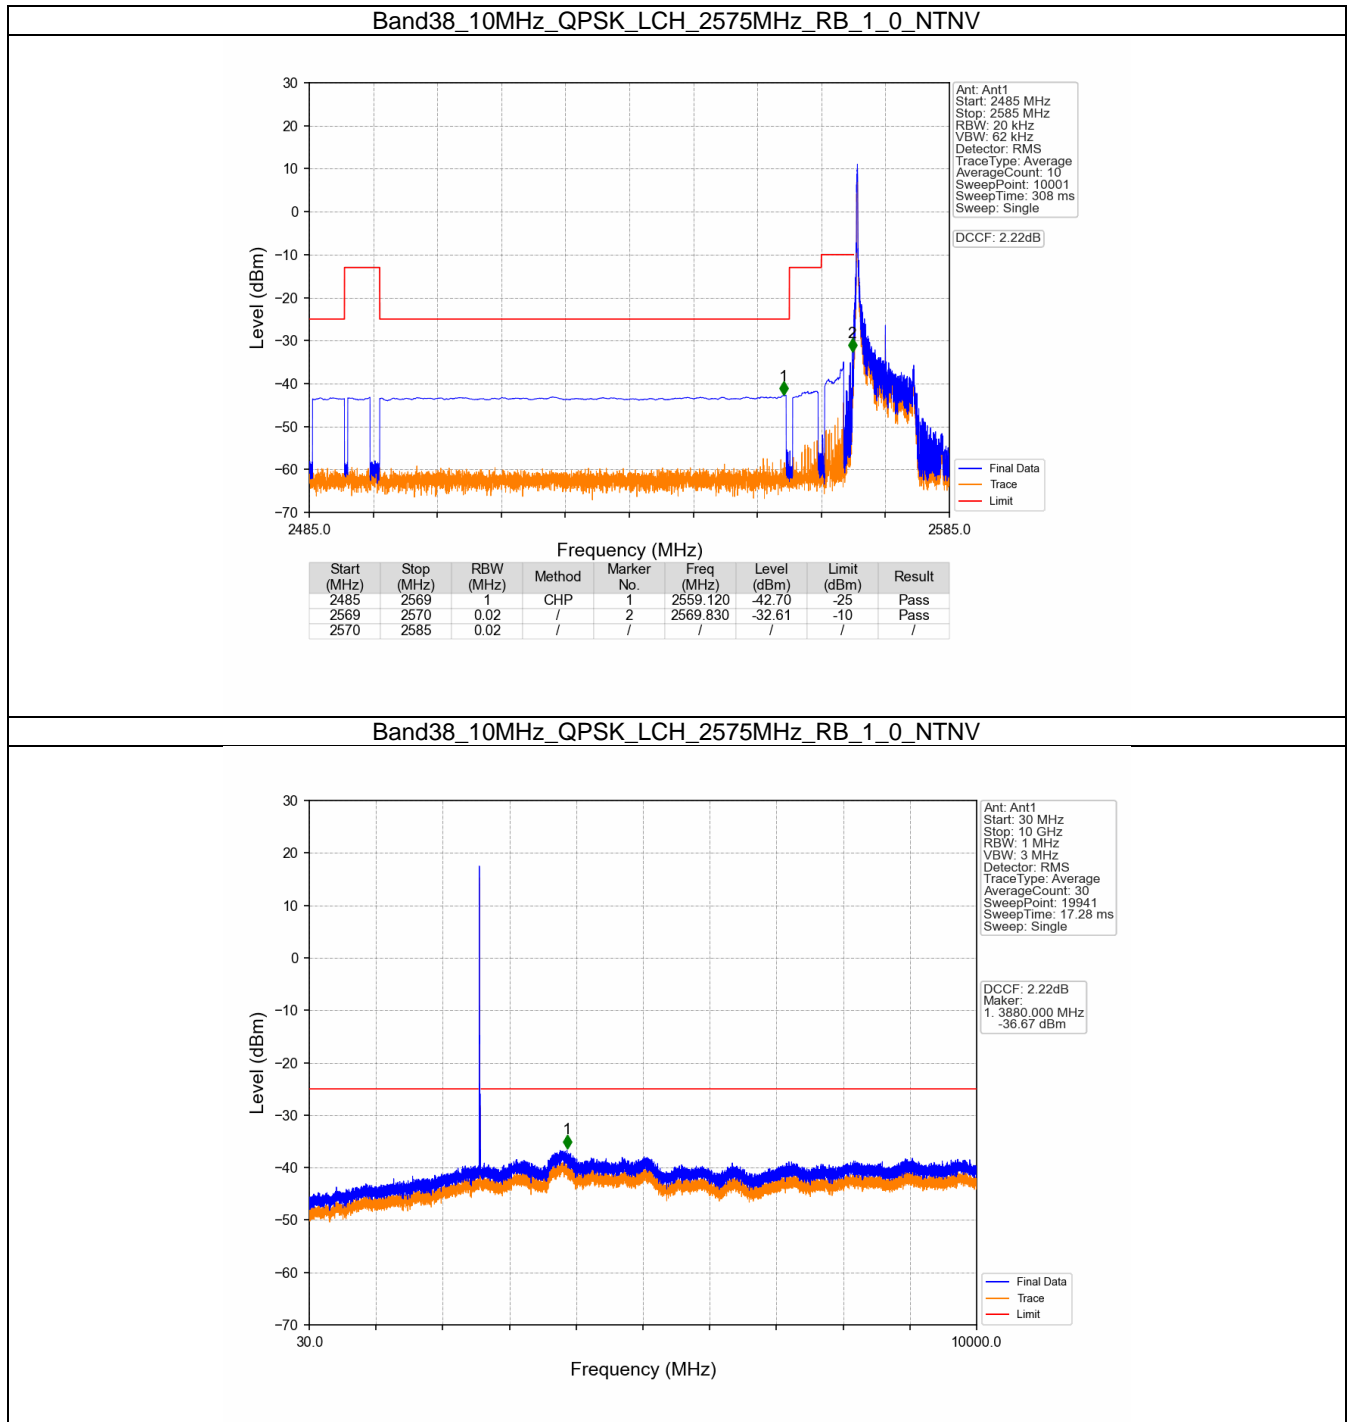 Band38_10MHz_QPSK_LCH_2575MHz_RB_1_0_NTNV
30
20
10
0
−10
−20
−30
−40
−50
−60
−70
Level (dBm)
1
2
2485.0
2585.0
Frequency (MHz)
Ant: Ant1
Start: 2485 MHz
Stop: 2585 MHz
RBW: 20 kHz
VBW: 62 kHz
Detector: RMS
TraceType: Average
AverageCount: 10
SweepPoint: 10001
SweepTime: 308 ms
Sweep: Single
DCCF: 2.22dB
Final Data
Trace
Limit
Start (MHz) Stop (MHz) RBW (MHz) Method Marker No. Freq (MHz) Level (dBm) Limit (dBm) Result
2485 2569 1 CHP 1 2559.120 -42.70 -25 Pass
2569 2570 0.02 / 2 2569.830 -32.61 -10 Pass
2570 2585 0.02 / / / / / /
Band38_10MHz_QPSK_LCH_2575MHz_RB_1_0_NTNV
30
20
10
0
−10
−20
−30
−40
−50
−60
−70
Level (dBm)
1
30.0
10000.0
Frequency (MHz)
Ant: Ant1
Start: 30 MHz
Stop: 10 GHz
RBW: 1 MHz
VBW: 3 MHz
Detector: RMS
TraceType: Average
AverageCount: 30
SweepPoint: 19941
SweepTime: 17.28 ms
Sweep: Single
DCCF: 2.22dB
Maker:
1. 3880.000 MHz
-36.67 dBm
Final Data
Trace
Limit